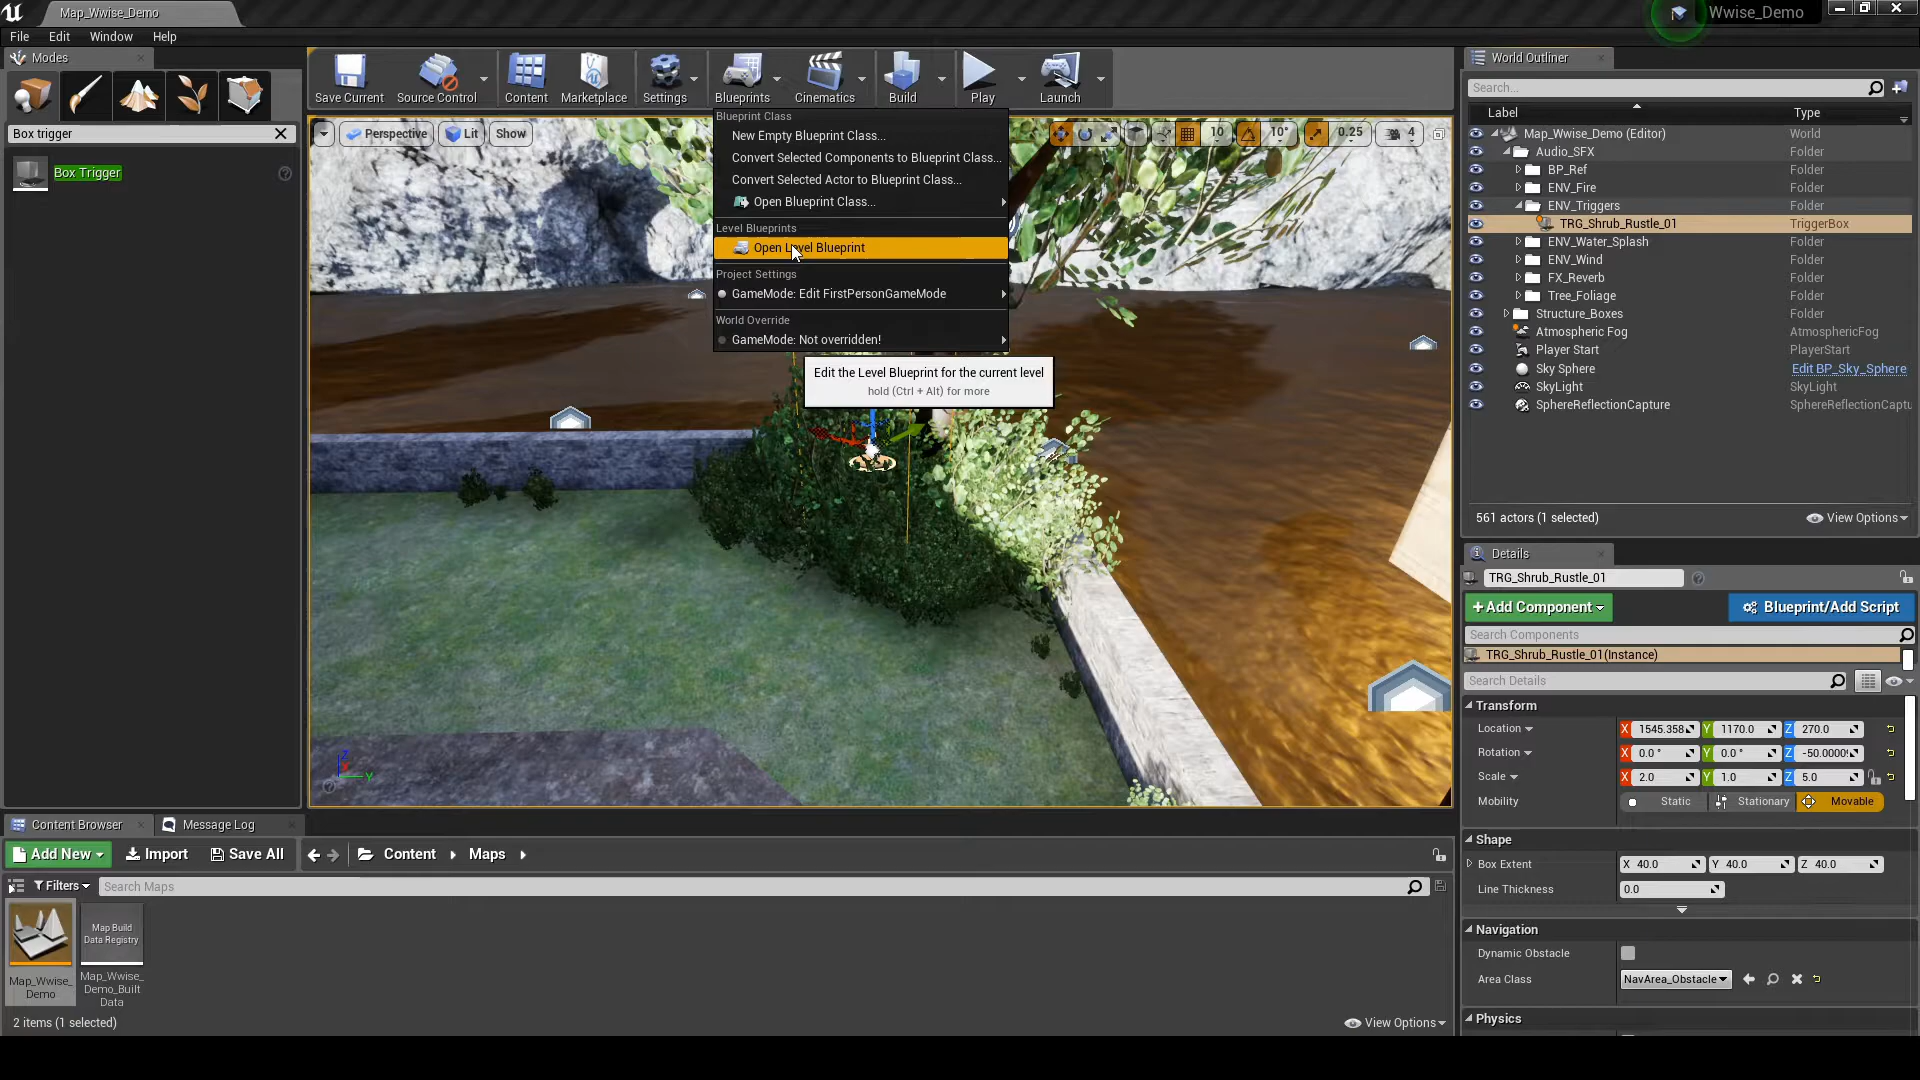 Map_Wwise_Demo
Wwise_Demo
File Edit Window Help
Modes
Box trigger
Box Trigger
Save Current
Source Control
Content
Marketplace
Settings
Blueprints
Cinematics
Build
Play
Launch
Perspective
Lit
Show
10
10°
0.25
4
Blueprint Class
New Empty Blueprint Class...
Convert Selected Components to Blueprint Class...
Convert Selected Actor to Blueprint Class...
Open Blueprint Class...
Level Blueprints
Open Level Blueprint
Project Settings
GameMode: Edit FirstPersonGameMode
World Override
GameMode: Not overridden!
Edit the Level Blueprint for the current level
hold (Ctrl + Alt) for more
Z
X
Y
World Outliner
Search...
Label Type
Map_Wwise_Demo (Editor) World
Audio_SFX Folder
BP_Ref Folder
ENV_Fire Folder
ENV_Triggers Folder
TRG_Shrub_Rustle_01 TriggerBox
ENV_Water_Splash Folder
ENV_Wind Folder
FX_Reverb Folder
Tree_Foliage Folder
Structure_Boxes Folder
Atmospheric Fog AtmosphericFog
Player Start PlayerStart
Sky Sphere Edit BP_Sky_Sphere
SkyLight SkyLight
SphereReflectionCapture SphereReflectionCaptu
561 actors (1 selected) View Options
Details
TRG_Shrub_Rustle_01
+Add Component Blueprint/Add Script
Search Components
TRG_Shrub_Rustle_01(Instance)
Search Details
Transform
Location X 1545.358 Y 1170.0 Z 270.0
Rotation X 0.0 ° Y 0.0 ° Z -50.0000
Scale X 2.0 Y 1.0 Z 5.0
Mobility Static Stationary Movable
Shape
Box Extent X 40.0 Y 40.0 Z 40.0
Line Thickness 0.0
Navigation
Dynamic Obstacle
Area Class NavArea_Obstacle
Physics
Content Browser
Message Log
Add New Import Save All Content Maps
Filters Search Maps
Map_Wwise_
Demo
Map Build
Data Registry
Map_Wwise_
Demo_Built
Data
2 items (1 selected) View Options